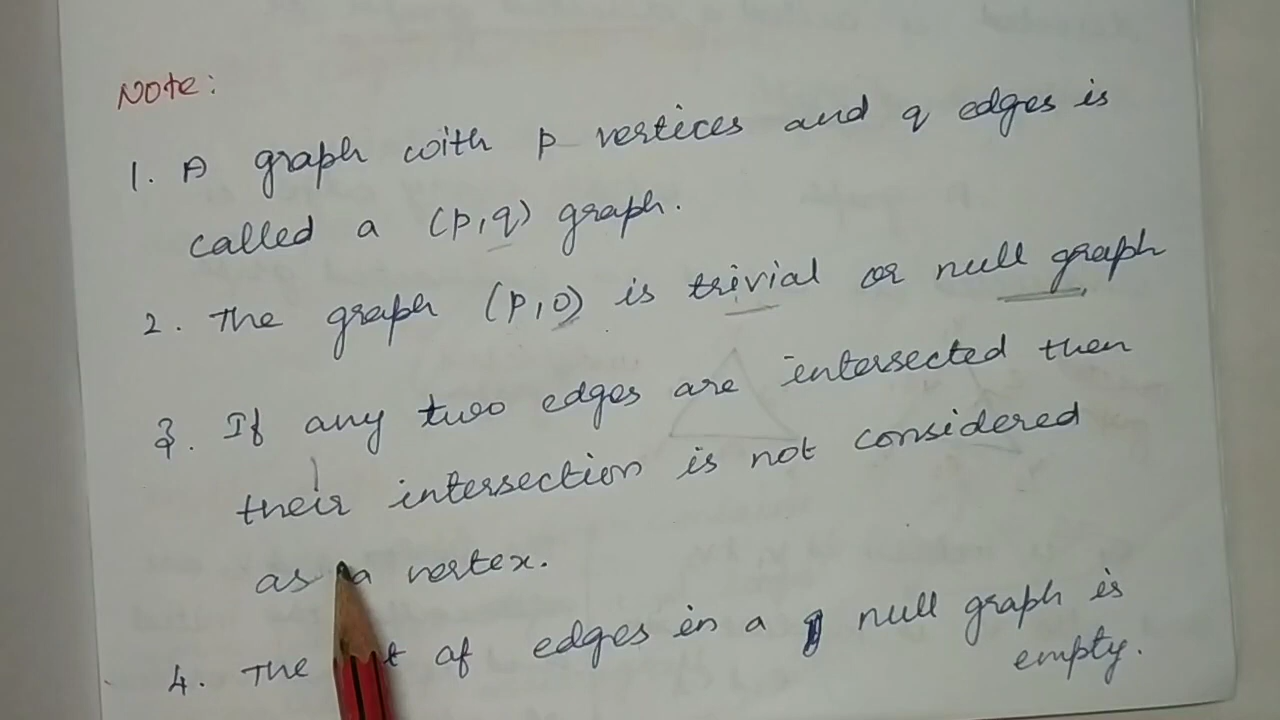 Note:
1. A graph with p vertices and q edges is
called a (p,q) graph.
2. The graph (p,0) is trivial or null graph
3. If any two edges are intersected then
their intersection is not considered
as a vertex.
4. The of edges in a null graph is
empty.